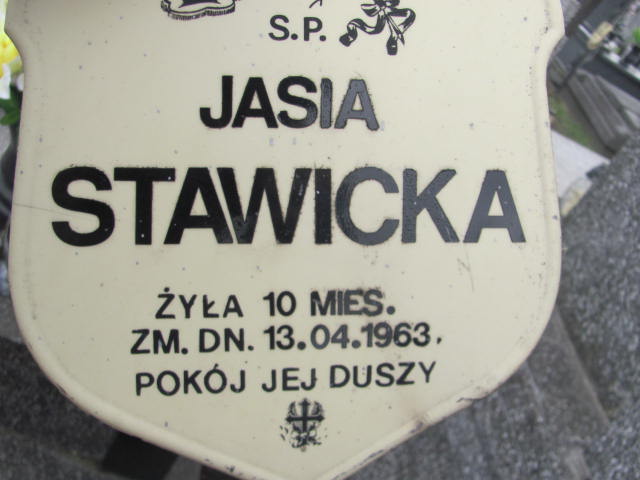 S.P.
JASIA
STAWICKA
ŻYŁA 10 MIES.
ZM. DN. 13.04.1963.
POKÓJ JEJ DUSZY